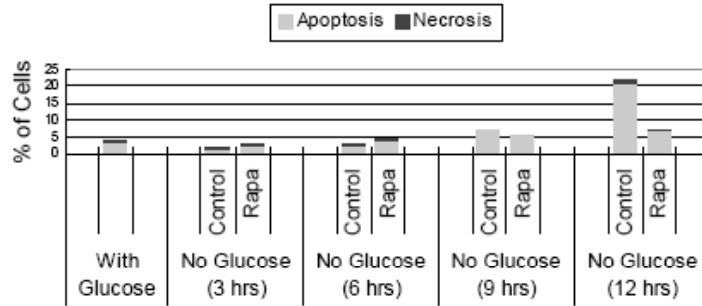 Apoptosis Necrosis
% of Cells
25
20
15
10
5
0
Control Rapa Control Rapa Control Rapa Control Rapa
With Glucose
No Glucose (3 hrs)
No Glucose (6 hrs)
No Glucose (9 hrs)
No Glucose (12 hrs)